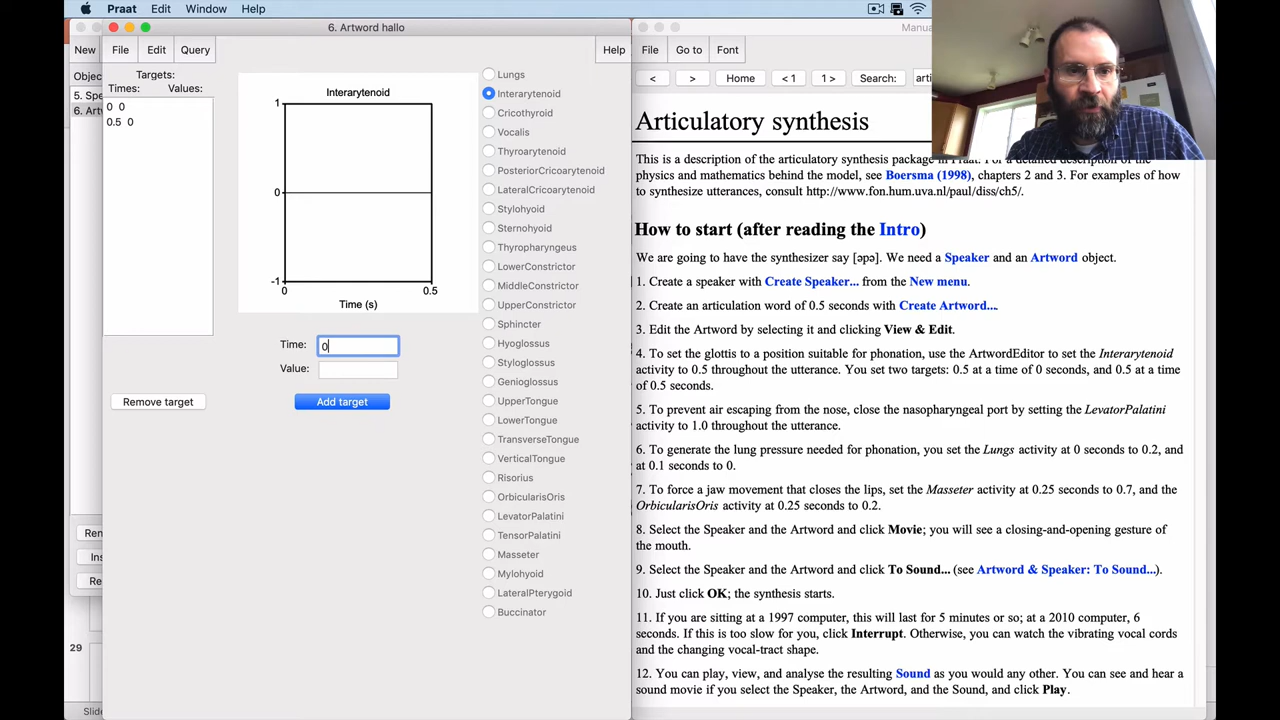 Praat Edit Window Help
6. Artword hallo
New
File Edit Query
Help
Objec
5. Spe
6. Artw
Targets:
Times: Values:
0 0
0.5 0
Remove target
Interarytenoid
1
0
-1
0 0.5
Time (s)
Time: 0
Value:
Add target
Lungs
Interarytenoid
Cricothyroid
Vocalis
Thyroarytenoid
PosteriorCricoarytenoid
LateralCricoarytenoid
Stylohyoid
Sternohyoid
Thyropharyngeus
LowerConstrictor
MiddleConstrictor
UpperConstrictor
Sphincter
Hyoglossus
Styloglossus
Genioglossus
UpperTongue
LowerTongue
TransverseTongue
VerticalTongue
Risorius
OrbicularisOris
LevatorPalatini
TensorPalatini
Masseter
Mylohyoid
LateralPterygoid
Buccinator
Ren
Ins
Re
29
Slid
Manua
File Go to Font
< > Home < 1 1 > Search: arti
Articulatory synthesis
This is a description of the articulatory synthesis package in Praat. For a detailed description of the
physics and mathematics behind the model, see Boersma (1998), chapters 2 and 3. For examples of how
to synthesize utterances, consult http://www.fon.hum.uva.nl/paul/diss/ch5/.
How to start (after reading the Intro)
We are going to have the synthesizer say [əpə]. We need a Speaker and an Artword object.
1. Create a speaker with Create Speaker... from the New menu.
2. Create an articulation word of 0.5 seconds with Create Artword...
3. Edit the Artword by selecting it and clicking View & Edit.
4. To set the glottis to a position suitable for phonation, use the ArtwordEditor to set the Interarytenoid
activity to 0.5 throughout the utterance. You set two targets: 0.5 at a time of 0 seconds, and 0.5 at a time
of 0.5 seconds.
5. To prevent air escaping from the nose, close the nasopharyngeal port by setting the LevatorPalatini
activity to 1.0 throughout the utterance.
6. To generate the lung pressure needed for phonation, you set the Lungs activity at 0 seconds to 0.2, and
at 0.1 seconds to 0.
7. To force a jaw movement that closes the lips, set the Masseter activity at 0.25 seconds to 0.7, and the
OrbicularisOris activity at 0.25 seconds to 0.2.
8. Select the Speaker and the Artword and click Movie; you will see a closing-and-opening gesture of
the mouth.
9. Select the Speaker and the Artword and click To Sound... (see Artword & Speaker: To Sound...).
10. Just click OK; the synthesis starts.
11. If you are sitting at a 1997 computer, this will last for 5 minutes or so; at a 2010 computer, 6
seconds. If this is too slow for you, click Interrupt. Otherwise, you can watch the vibrating vocal cords
and the changing vocal-tract shape.
12. You can play, view, and analyse the resulting Sound as you would any other. You can see and hear a
sound movie if you select the Speaker, the Artword, and the Sound, and click Play.